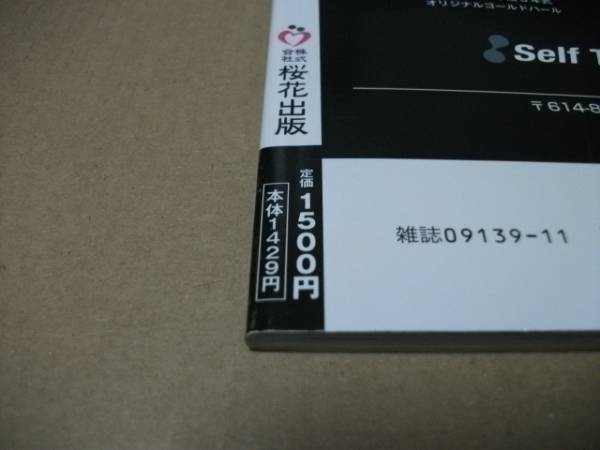 オリジナルゴールドパール
Self
〒614-8
株式会社
桜花出版
定価
1500円
本体1429円
雑誌09139-11